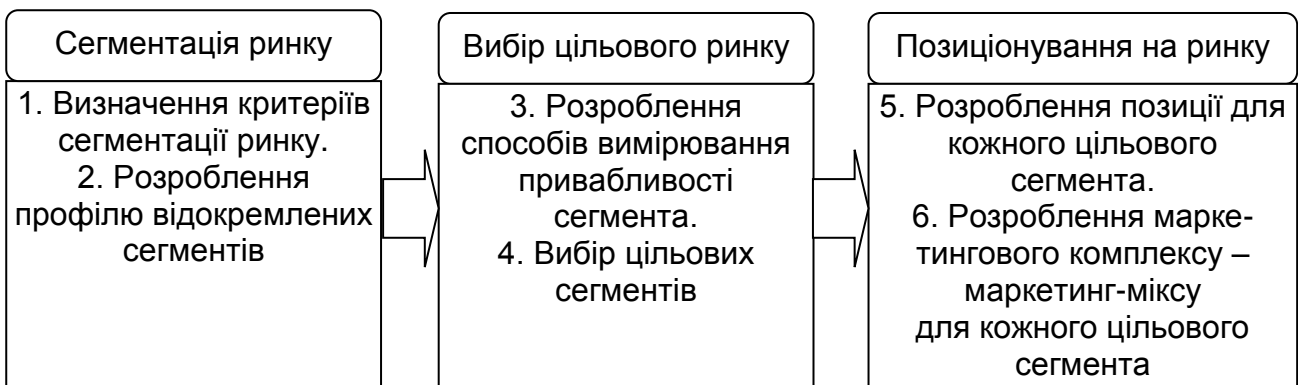 Сегментація ринку
1. Визначення критеріїв
сегментації ринку.
2. Розроблення
профілю відокремлених
сегментів
Вибір цільового ринку
3. Розроблення
способів вимірювання
привабливості
сегмента.
4. Вибір цільових
сегментів
Позиціонування на ринку
5. Розроблення позиції для
кожного цільового
сегмента.
6. Розроблення марке-
тингового комплексу –
маркетинг-міксу
для кожного цільового
сегмента